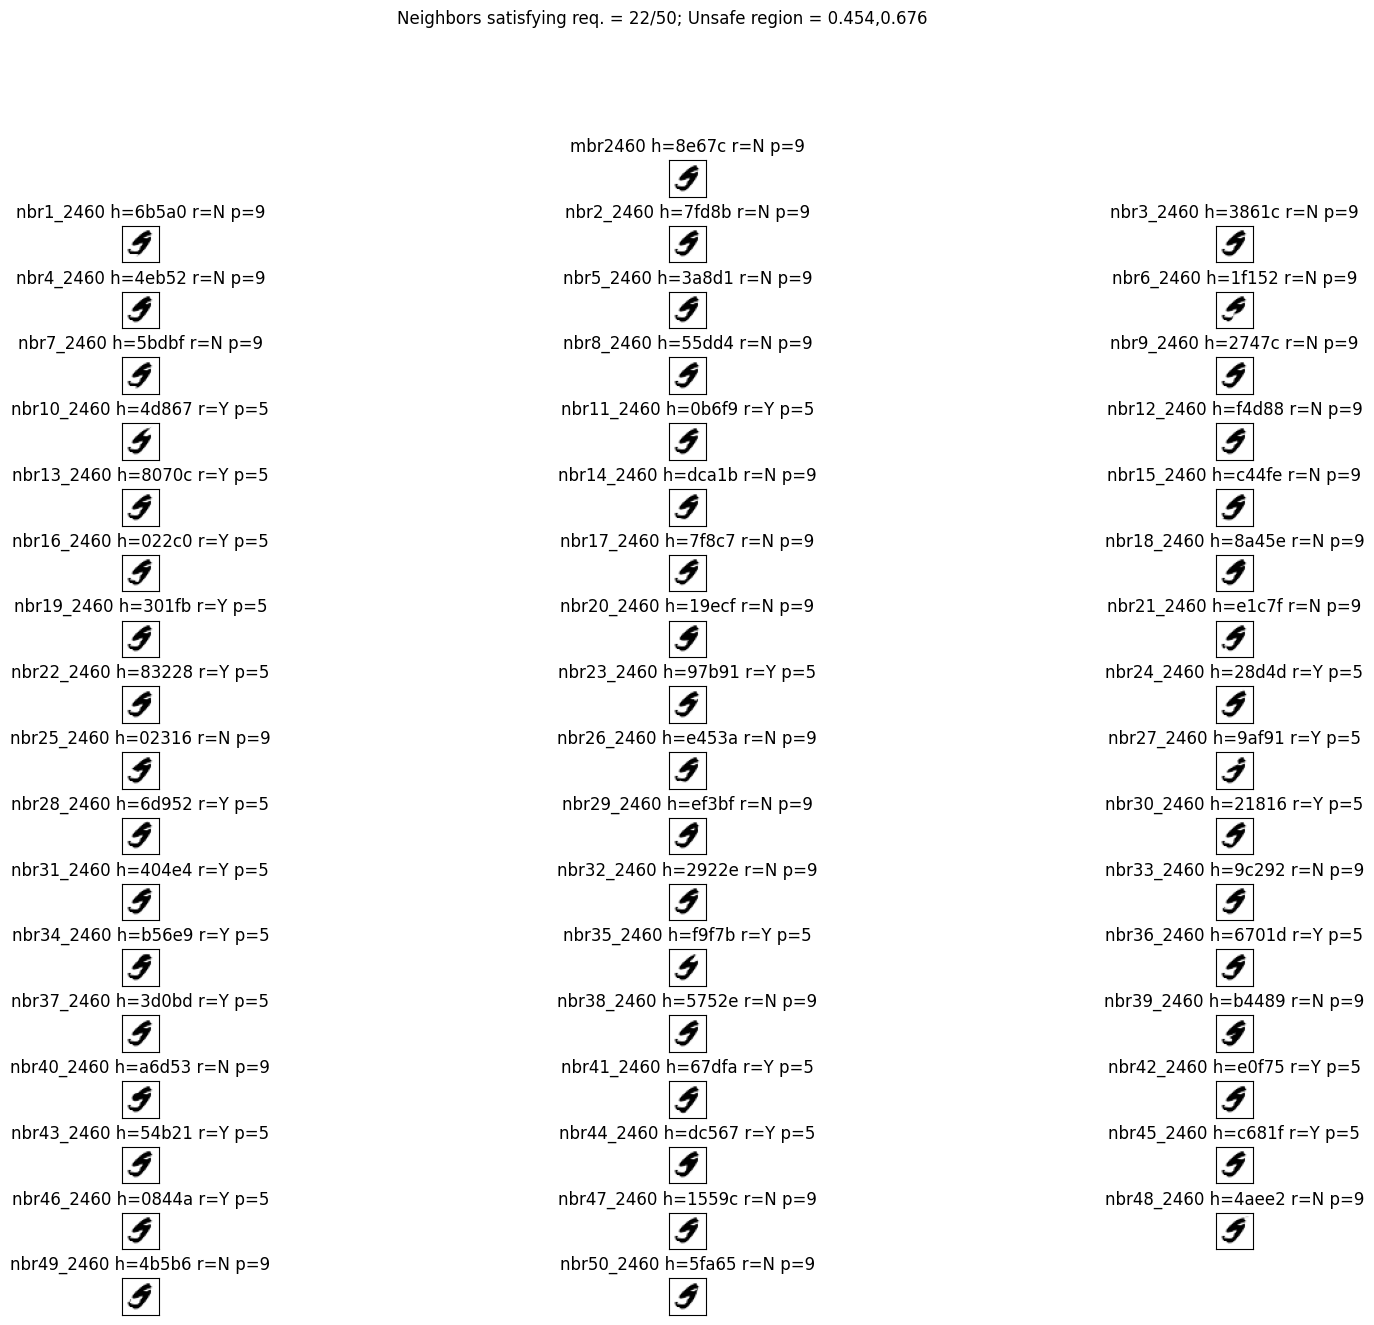 Neighbors satisfying req. = 22/50; Unsafe region = 0.454,0.676
mbr2460 h=8e67c r=N p=9
nbr1_2460 h=6b5a0 r=N p=9 nbr2_2460 h=7fd8b r=N p=9 nbr3_2460 h=3861c r=N p=9
nbr4_2460 h=4eb52 r=N p=9 nbr5_2460 h=3a8d1 r=N p=9 nbr6_2460 h=1f152 r=N p=9
nbr7_2460 h=5bdbf r=N p=9 nbr8_2460 h=55dd4 r=N p=9 nbr9_2460 h=2747c r=N p=9
nbr10_2460 h=4d867 r=Y p=5 nbr11_2460 h=0b6f9 r=Y p=5 nbr12_2460 h=f4d88 r=N p=9
nbr13_2460 h=8070c r=Y p=5 nbr14_2460 h=dca1b r=N p=9 nbr15_2460 h=c44fe r=N p=9
nbr16_2460 h=022c0 r=Y p=5 nbr17_2460 h=7f8c7 r=N p=9 nbr18_2460 h=8a45e r=N p=9
nbr19_2460 h=301fb r=Y p=5 nbr20_2460 h=19ecf r=N p=9 nbr21_2460 h=e1c7f r=N p=9
nbr22_2460 h=83228 r=Y p=5 nbr23_2460 h=97b91 r=Y p=5 nbr24_2460 h=28d4d r=Y p=5
nbr25_2460 h=02316 r=N p=9 nbr26_2460 h=e453a r=N p=9 nbr27_2460 h=9af91 r=Y p=5
nbr28_2460 h=6d952 r=Y p=5 nbr29_2460 h=ef3bf r=N p=9 nbr30_2460 h=21816 r=Y p=5
nbr31_2460 h=404e4 r=Y p=5 nbr32_2460 h=2922e r=N p=9 nbr33_2460 h=9c292 r=N p=9
nbr34_2460 h=b56e9 r=Y p=5 nbr35_2460 h=f9f7b r=Y p=5 nbr36_2460 h=6701d r=Y p=5
nbr37_2460 h=3d0bd r=Y p=5 nbr38_2460 h=5752e r=N p=9 nbr39_2460 h=b4489 r=N p=9
nbr40_2460 h=a6d53 r=N p=9 nbr41_2460 h=67dfa r=Y p=5 nbr42_2460 h=e0f75 r=Y p=5
nbr43_2460 h=54b21 r=Y p=5 nbr44_2460 h=dc567 r=Y p=5 nbr45_2460 h=c681f r=Y p=5
nbr46_2460 h=0844a r=Y p=5 nbr47_2460 h=1559c r=N p=9 nbr48_2460 h=4aee2 r=N p=9
nbr49_2460 h=4b5b6 r=N p=9 nbr50_2460 h=5fa65 r=N p=9